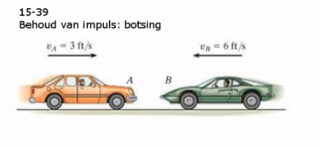 15-39
Behoud van impuls: botsing
v_A = 3 ft/s
v_B = 6 ft/s
A
B